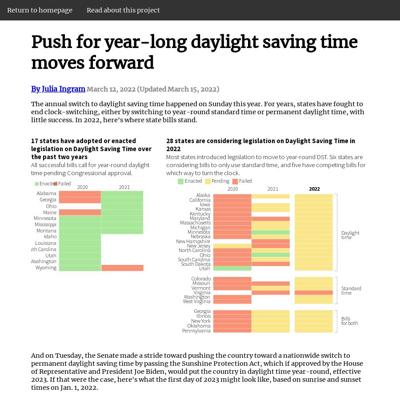 Return to homepage Read about this project
Push for year-long daylight saving time
moves forward
By Julia Ingram March 12, 2022 (Updated March 15, 2022)
The annual switch to daylight saving time happened on Sunday this year. For years, states have fought to
end clock-switching, either by switching to year-round standard time or permanent daylight time, with
little success. In 2022, here's where state bills stand.
17 states have adopted or enacted
legislation on Daylight Saving Time over
the past two years
All successful bills call for year-round daylight
time pending Congressional approval.
Enacted Failed
2020 2021
Alabama
Georgia
Ohio
Maine
Minnesota
Mississippi
Montana
Idaho
Louisiana
th Carolina
Utah
Washington
Wyoming
28 states are considering legislation on Daylight Saving Time in
2022
Most states introduced legislation to move to year-round DST. Six states are
considering bills to only use standard time, and five have competing bills for
which way to turn the clock.
Enacted Pending Failed
2020 2021 2022
Alaska
California
Iowa
Kansas
Kentucky
Maryland
Massachusetts
Michigan
Minnesota
Nebraska
New Hampshire
New Jersey
North Carolina
Ohio
South Carolina
South Dakota
Utah
Daylight
time
Colorado
Missouri
Vermont
Virginia
Washington
West Virginia
Standard
time
Georgia
Illinois
New York
Oklahoma
Pennsylvania
Bills
for both
And on Tuesday, the Senate made a stride toward pushing the country toward a nationwide switch to
permanent daylight saving time by passing the Sunshine Protection Act, which if approved by the House
of Representative and President Joe Biden, would put the country in daylight time year-round, effective
2023. If that were the case, here's what the first day of 2023 might look like, based on sunrise and sunset
times on Jan. 1, 2022.